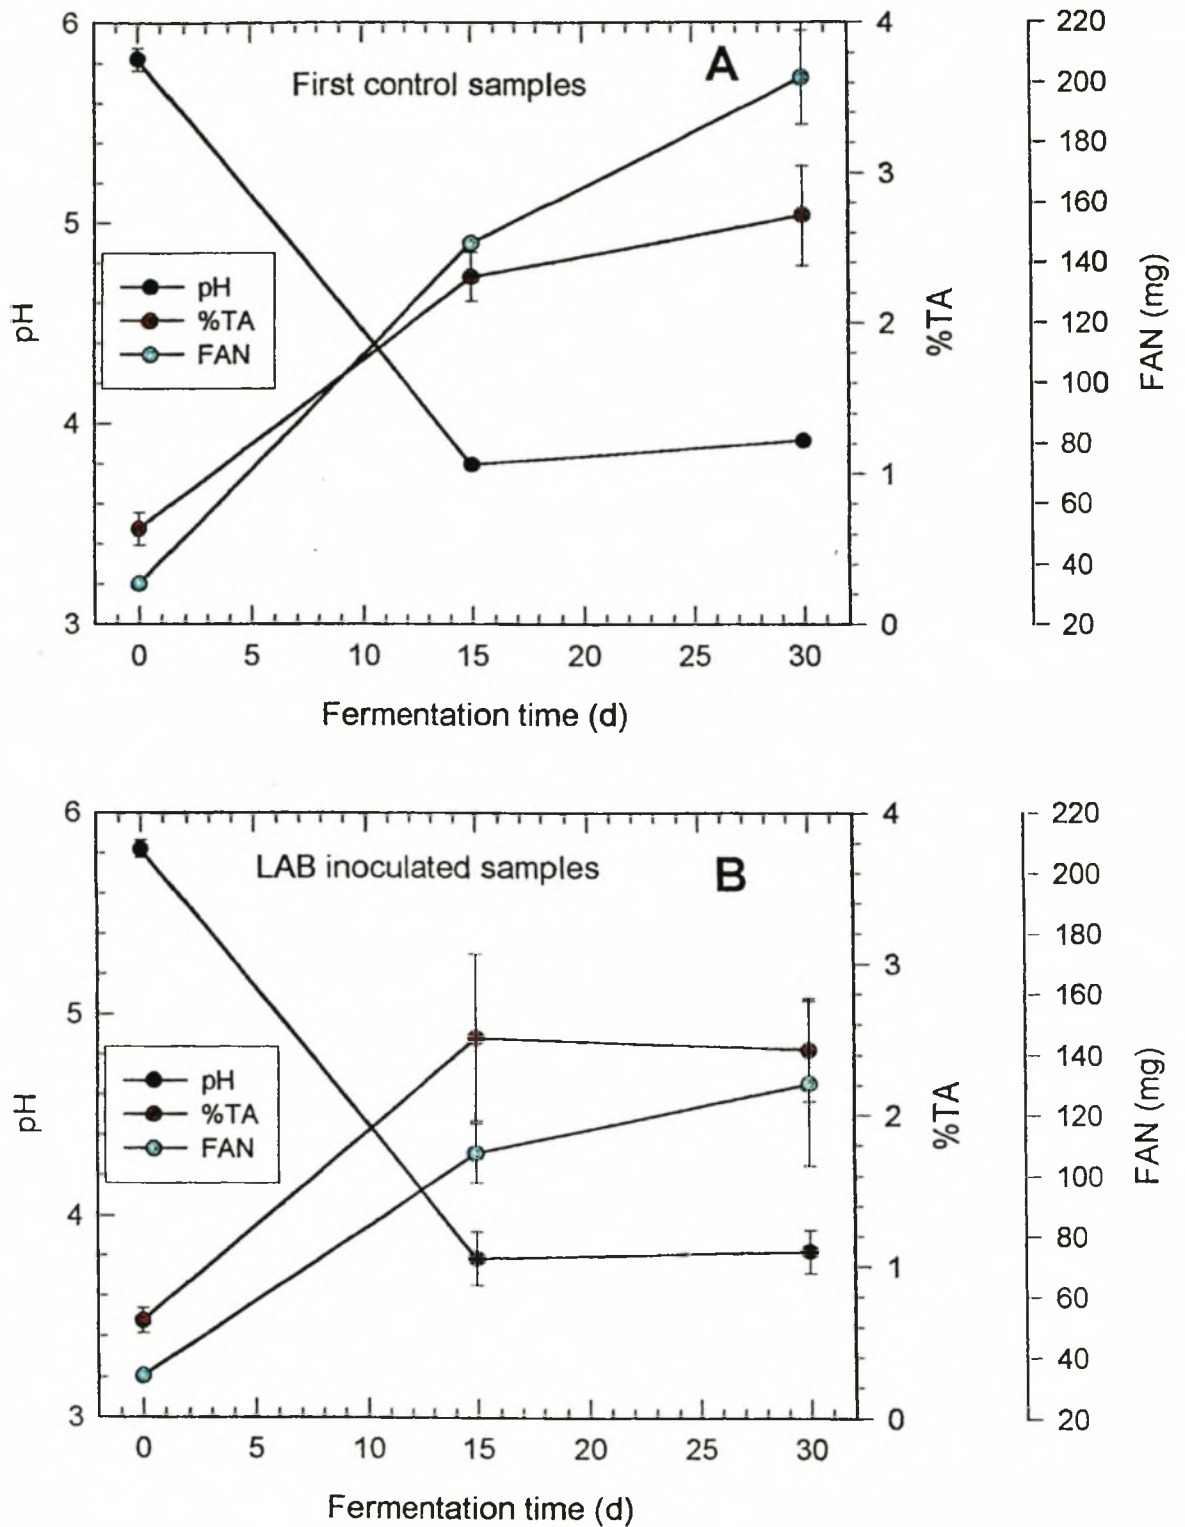 6
5
4
3
pH
First control samples
A
pH
%TA
FAN
4
3
2
1
0
%TA
220
200
180
160
140
120
100
80
60
40
20
FAN (mg)
0 5 10 15 20 25 30
Fermentation time (d)
6
5
4
3
pH
LAB inoculated samples
B
pH
%TA
FAN
4
3
2
1
0
%TA
220
200
180
160
140
120
100
80
60
40
20
FAN (mg)
0 5 10 15 20 25 30
Fermentation time (d)